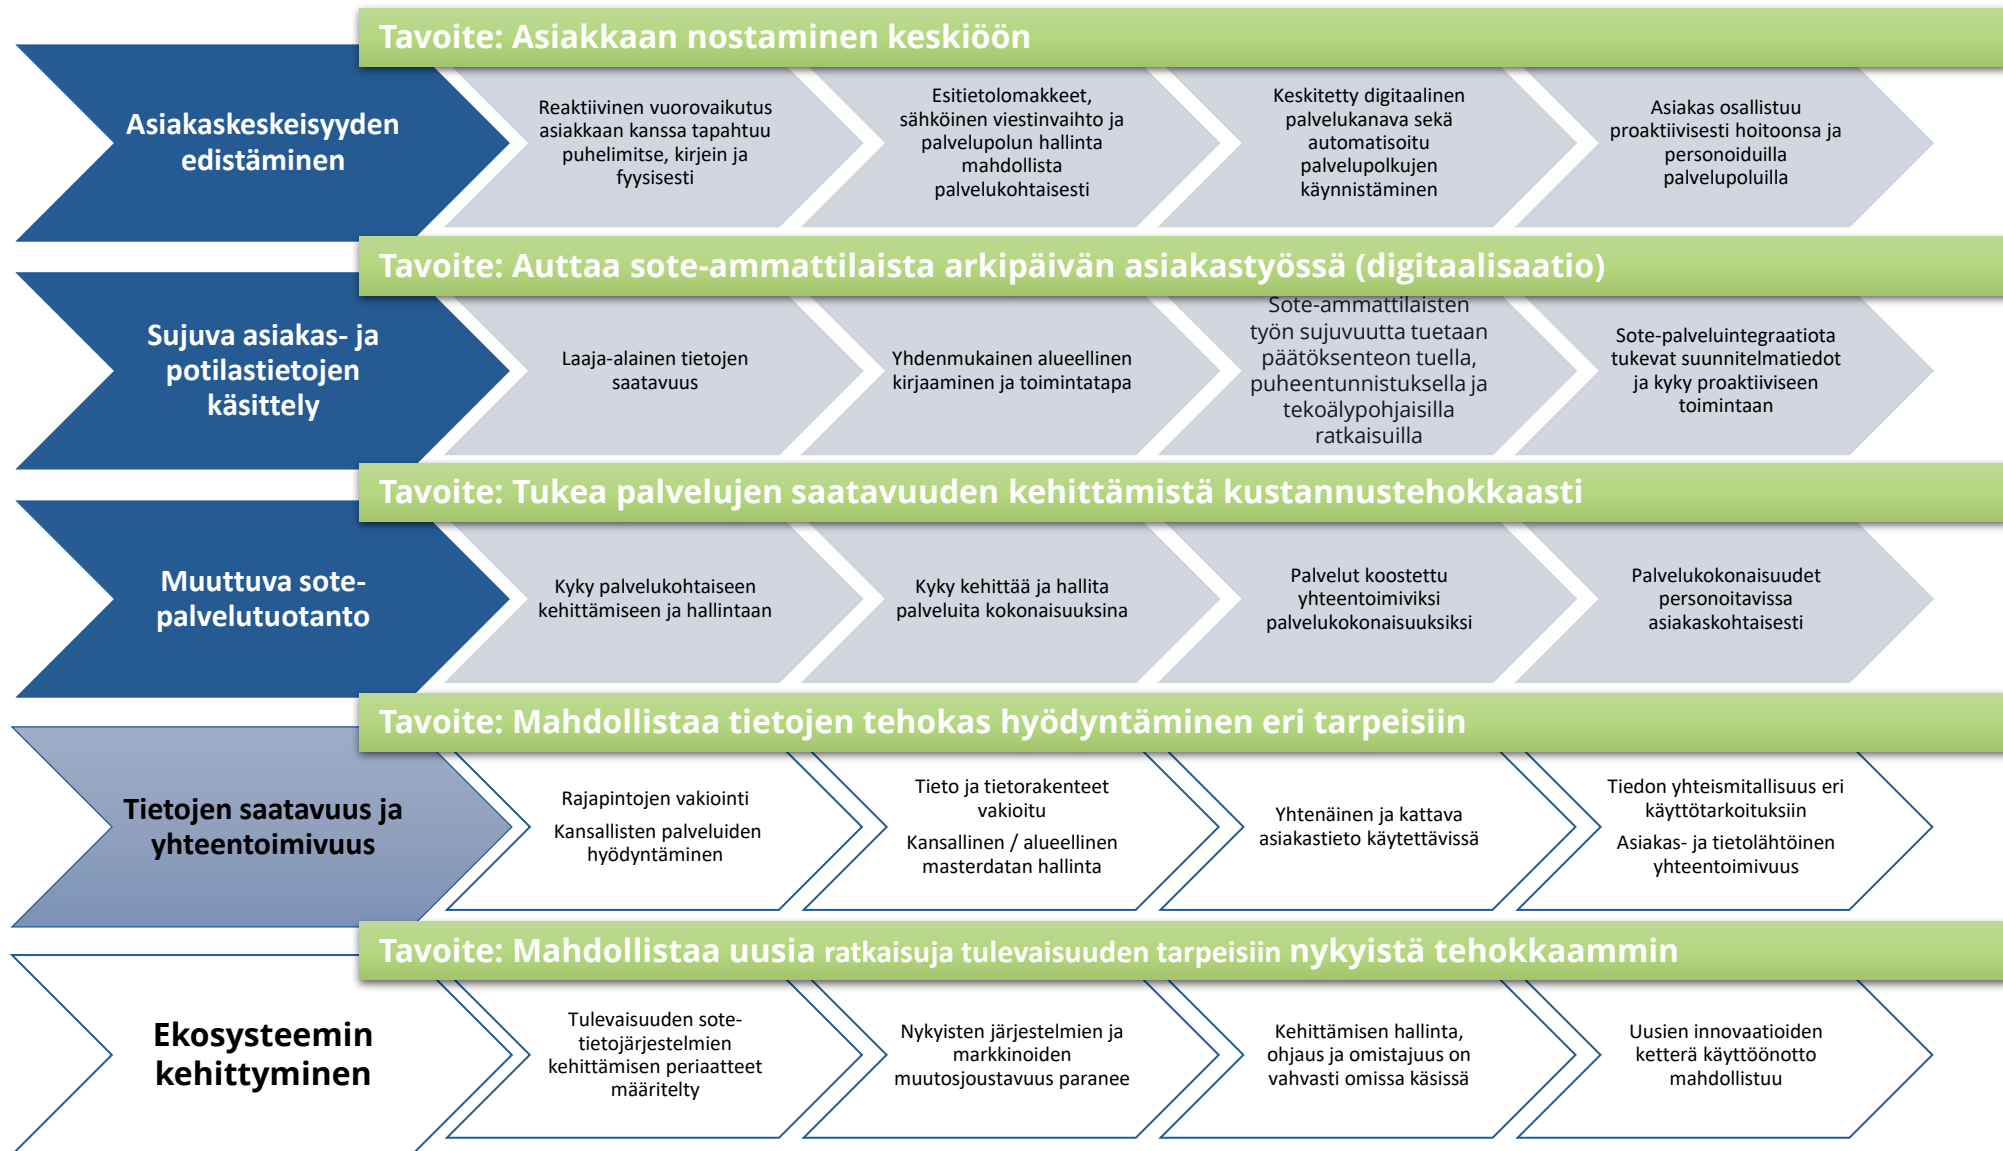 Tavoite: Asiakkaan nostaminen keskiöön
Asiakaskeskeisyyden
edistäminen
Reaktiivinen vuorovaikutus
asiakkaan kanssa tapahtuu
puhelimitse, kirjein ja
fyysisesti
Esitietolomakkeet,
sähköinen viestinvaihto ja
palvelupolun hallinta
mahdollista
palvelukohtaisesti
Keskitetty digitaalinen
palvelukanava sekä
automatisoitu
palvelupolkujen
käynnistäminen
Asiakas osallistuu
proaktiivisesti hoitoonsa ja
personoiduilla
palvelupoluilla
Tavoite: Auttaa sote-ammattilaista arkipäivän asiakastyössä (digitaalisaatio)
Sujuva asiakas- ja
potilastietojen
käsittely
Laaja-alainen tietojen
saatavuus
Yhdenmukainen alueellinen
kirjaaminen ja toimintatapa
Sote-ammattilaisten
työn sujuvuutta tuetaan
päätöksenteon tuella,
puheentunnistuksella ja
tekoälypohjaisilla
ratkaisuilla
Sote-palveluintegraatiota
tukevat suunnitelmatiedot
ja kyky proaktiiviseen
toimintaan
Tavoite: Tukea palvelujen saatavuuden kehittämistä kustannustehokkaasti
Muuttuva sote-
palvelutuotanto
Kyky palvelukohtaiseen
kehittämiseen ja hallintaan
Kyky kehittää ja hallita
palveluita kokonaisuuksina
Palvelut koostettu
yhteentoimiviksi
palvelukokonaisuuksiksi
Palvelukokonaisuudet
personoitavissa
asiakaskohtaisesti
Tavoite: Mahdollistaa tietojen tehokas hyödyntäminen eri tarpeisiin
Tietojen saatavuus ja
yhteentoimivuus
Rajapintojen vakiointi
Kansallisten palveluiden
hyödyntäminen
Tieto ja tietorakenteet
vakioitu
Kansallinen / alueellinen
masterdatan hallinta
Yhtenäinen ja kattava
asiakastieto käytettävissä
Tiedon yhteismitallisuus eri
käyttötarkoituksiin
Asiakas- ja tietolähtöinen
yhteentoimivuus
Tavoite: Mahdollistaa uusia ratkaisuja tulevaisuuden tarpeisiin nykyistä tehokkaammin
Ekosysteemin
kehittyminen
Tulevaisuuden sote-
tietojärjestelmien
kehittämisen periaatteet
määritelty
Nykyisten järjestelmien ja
markkinoiden
muutosjoustavuus paranee
Kehittämisen hallinta,
ohjaus ja omistajuus on
vahvasti omissa käsissä
Uusien innovaatioiden
ketterä käyttöönotto
mahdollistuu